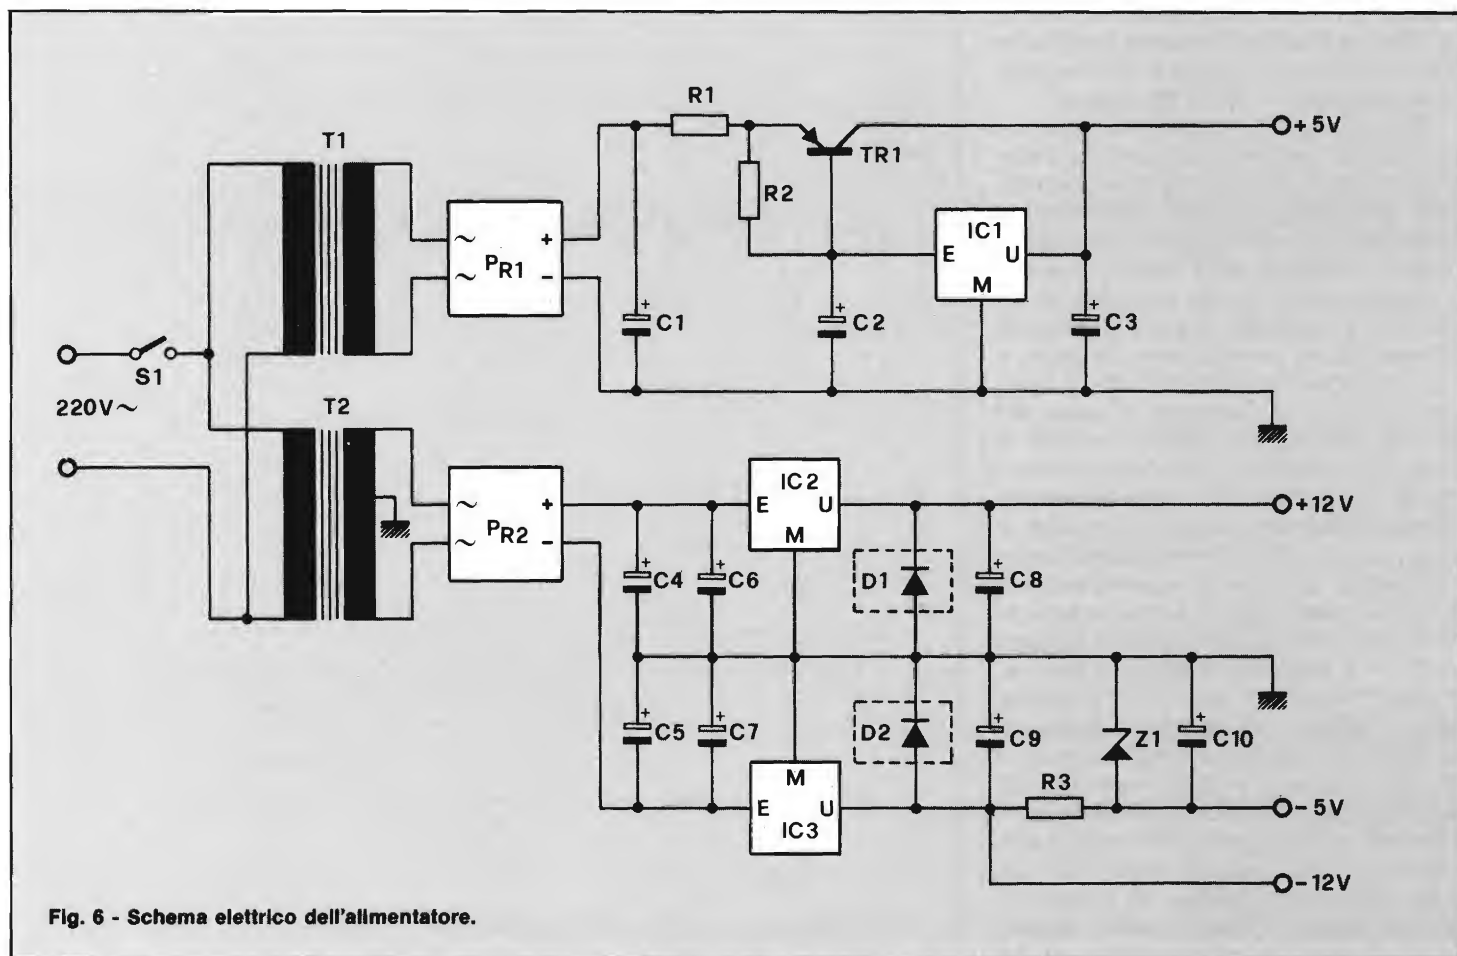 R1
T1
+5V
TR1
R2
IC1
∼ +
E U
PR1
∼ −
M
+ + +
C1 C2 C3
S1
220V∼
T2
IC2
∼ +
E U
+12V
PR2
M
∼ −
+ + +
C4 C6 D1 C8
+ + + +
C5 C7 D2 C9 Z1 C10
M
R3
E U
−5V
IC3
−12V
Fig. 6 - Schema elettrico dell'alimentatore.